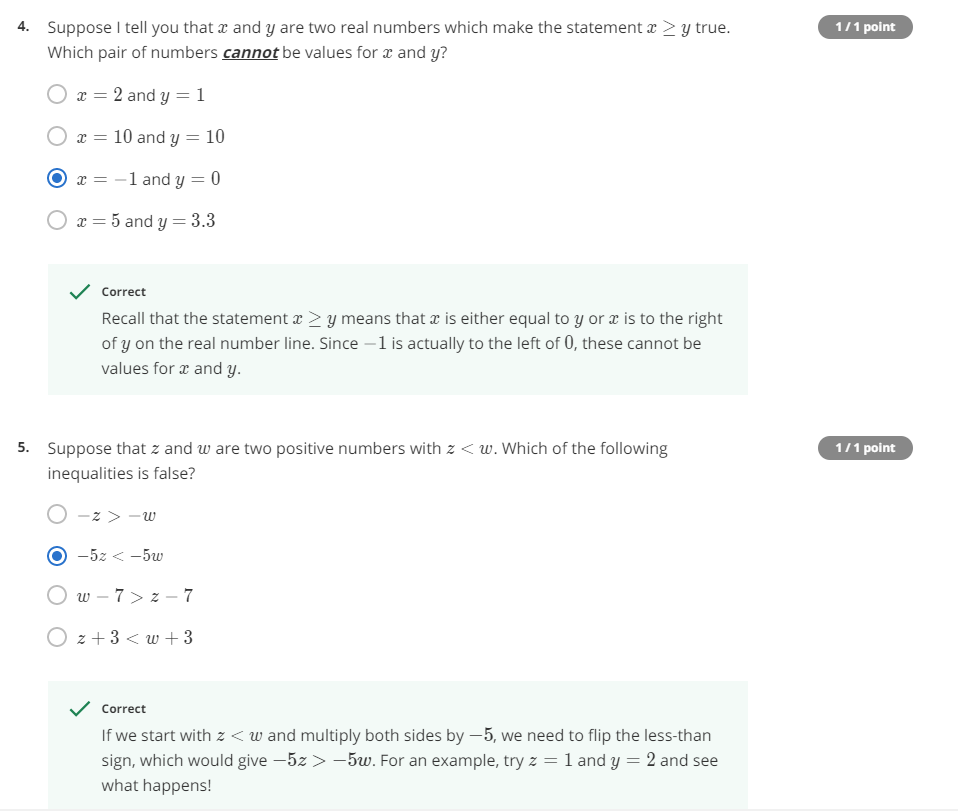 4. Suppose I tell you that x and y are two real numbers which make the statement x ≥ y true. 1 / 1 point
Which pair of numbers cannot be values for x and y?
x = 2 and y = 1
x = 10 and y = 10
x = −1 and y = 0
x = 5 and y = 3.3
Correct
Recall that the statement x ≥ y means that x is either equal to y or x is to the right
of y on the real number line. Since −1 is actually to the left of 0, these cannot be
values for x and y.
5. Suppose that z and w are two positive numbers with z < w. Which of the following 1 / 1 point
inequalities is false?
−z > −w
−5z < −5w
w − 7 > z − 7
z + 3 < w + 3
Correct
If we start with z < w and multiply both sides by −5, we need to flip the less-than
sign, which would give −5z > −5w. For an example, try z = 1 and y = 2 and see
what happens!